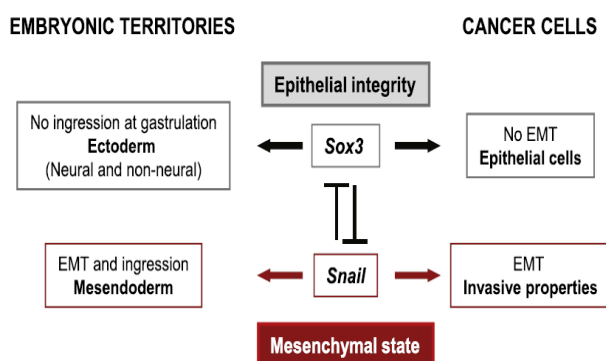 EMBRYONIC TERRITORIES
CANCER CELLS
Epithelial integrity
No ingression at gastrulation
Ectoderm
(Neural and non-neural)
Sox3
No EMT
Epithelial cells
EMT and ingression
Mesendoderm
Snail
EMT
Invasive properties
Mesenchymal state